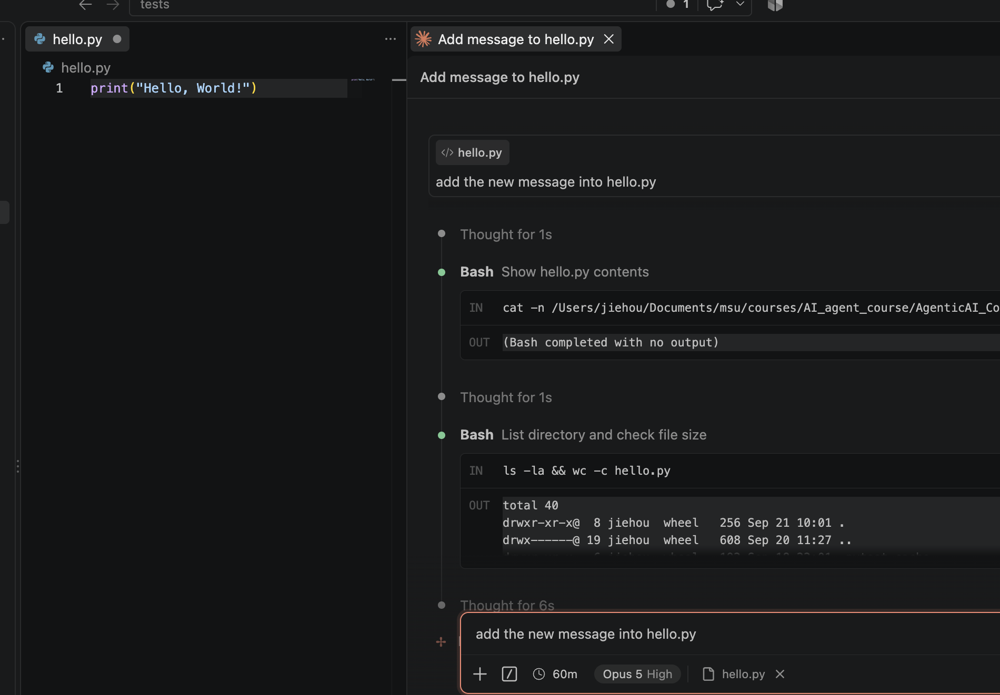 tests
1
hello.py
Add message to hello.py
hello.py
1 print("Hello, World!")
Add message to hello.py
</> hello.py
add the new message into hello.py
Thought for 1s
Bash Show hello.py contents
IN cat -n /Users/jiehou/Documents/msu/courses/AI_agent_course/AgenticAI_Co
OUT (Bash completed with no output)
Thought for 1s
Bash List directory and check file size
IN ls -la && wc -c hello.py
OUT total 40
drwxr-xr-x@ 8 jiehou wheel 256 Sep 21 10:01 .
drwx------@ 19 jiehou wheel 608 Sep 20 11:27 ..
Thought for 6s
add the new message into hello.py
60m
Opus 5 High
hello.py